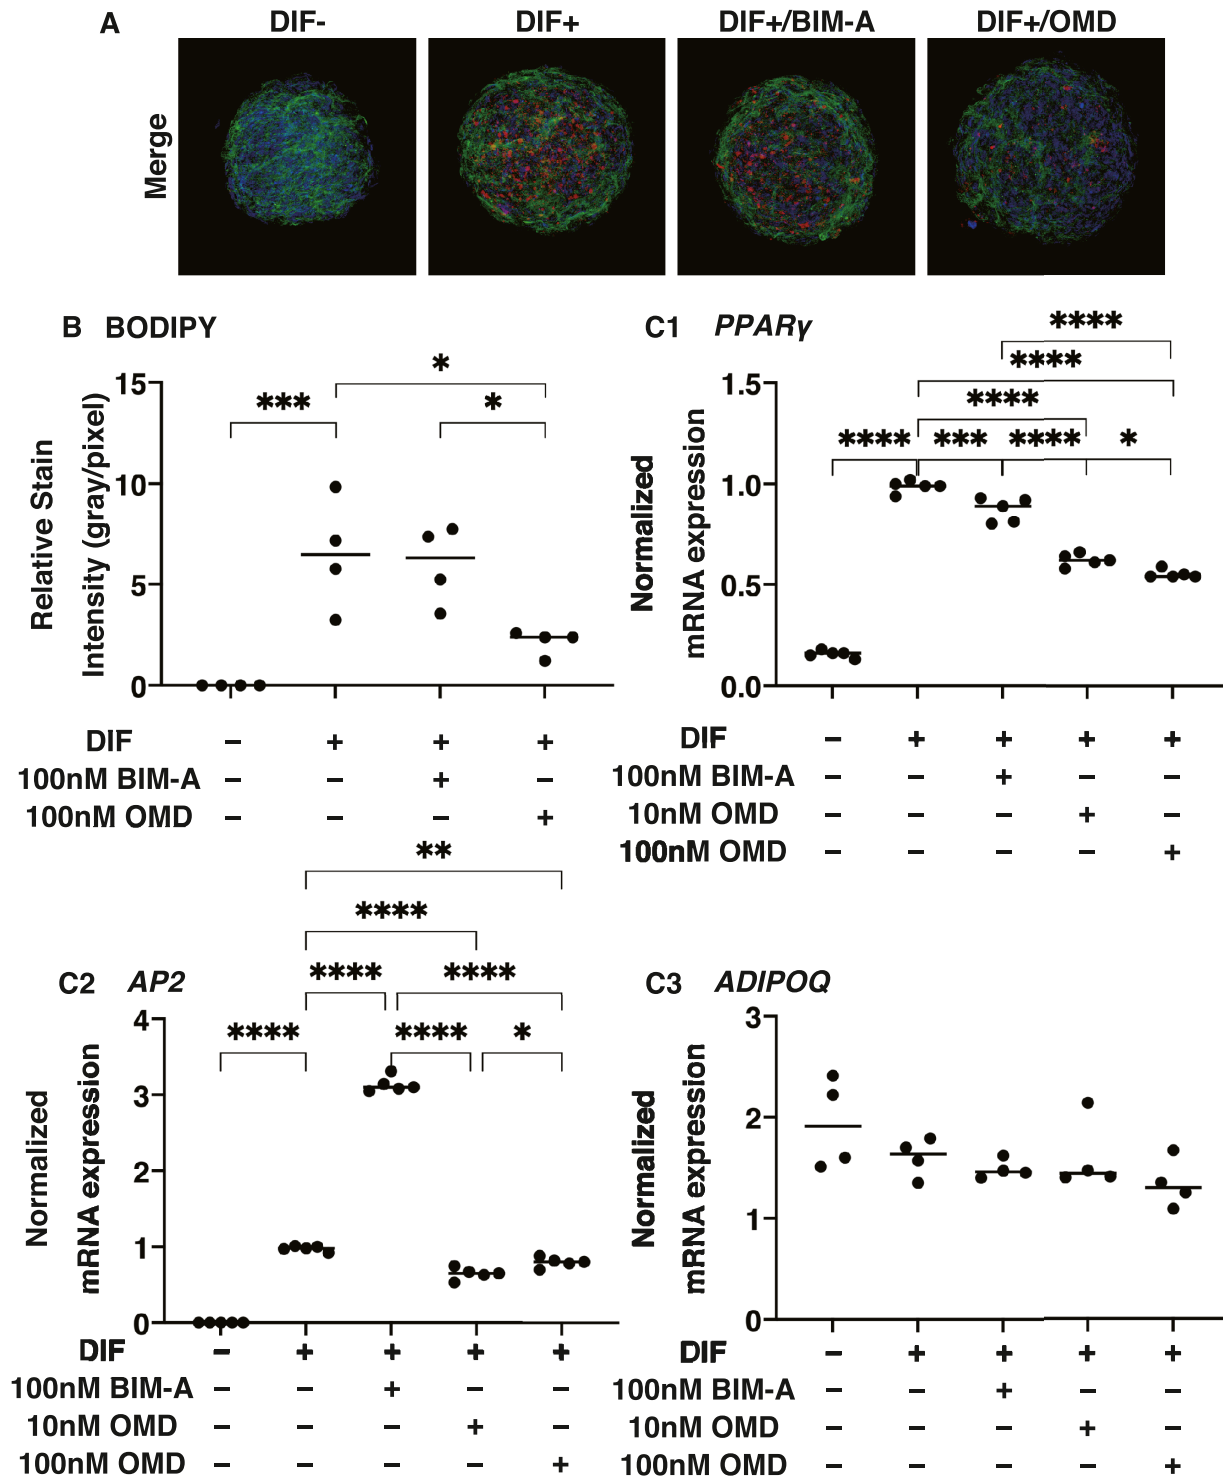 A DIF- DIF+ DIF+/BIM-A DIF+/OMD
Merge
B BODIPY
Relative Stain
Intensity (gray/pixel)
15
10
5
0
***
*
*
DIF − + + +
100nM BIM-A − − + −
100nM OMD − − − +
C1 PPARγ
Normalized
mRNA expression
1.5
1.0
0.5
0.0
****
****
****
**** *** **** *
DIF − + + + +
100nM BIM-A − − + − −
10nM OMD − − − + −
100nM OMD − − − − +
C2 AP2
Normalized
mRNA expression
4
3
2
1
0
**
****
**** ****
**** **** *
DIF − + + + +
100nM BIM-A − − + − −
10nM OMD − − − + −
100nM OMD − − − − +
C3 ADIPOQ
Normalized
mRNA expression
3
2
1
0
DIF − + + + +
100nM BIM-A − − + − −
10nM OMD − − − + −
100nM OMD − − − − +